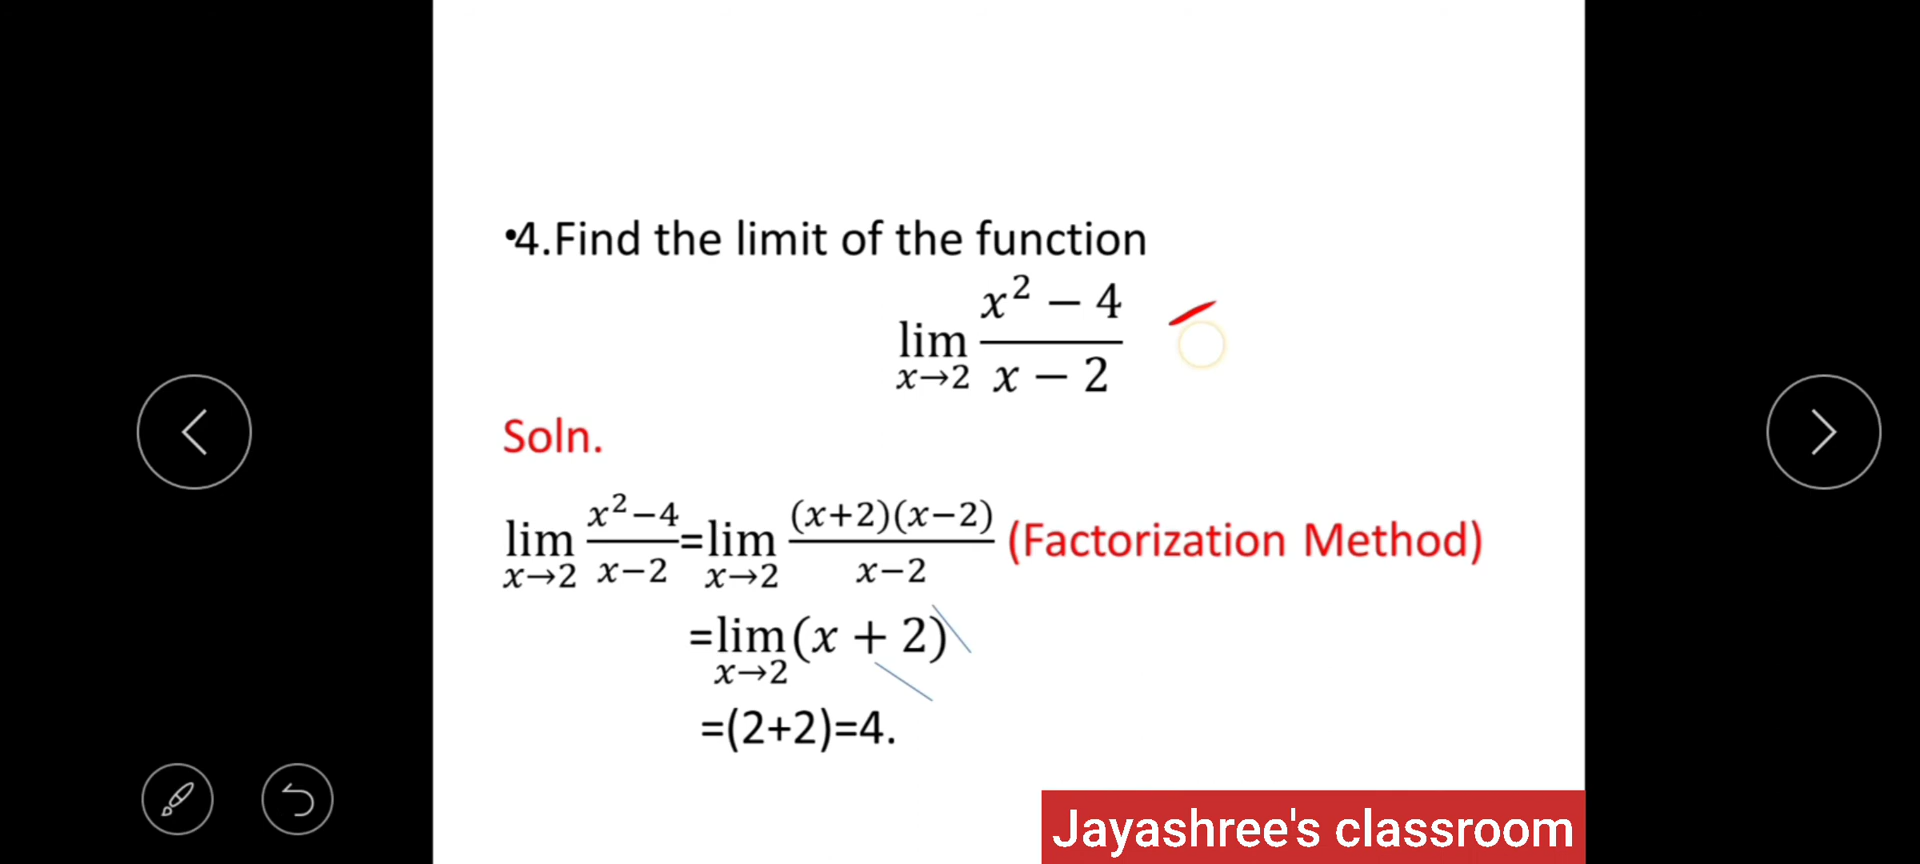 •4.Find the limit of the function
lim x→2 x² − 4 / x − 2
Soln.
lim x→2 x²−4 / x−2 = lim x→2 (x+2)(x−2) / x−2 (Factorization Method)
=lim x→2 (x + 2)
=(2+2)=4.
Jayashree's classroom